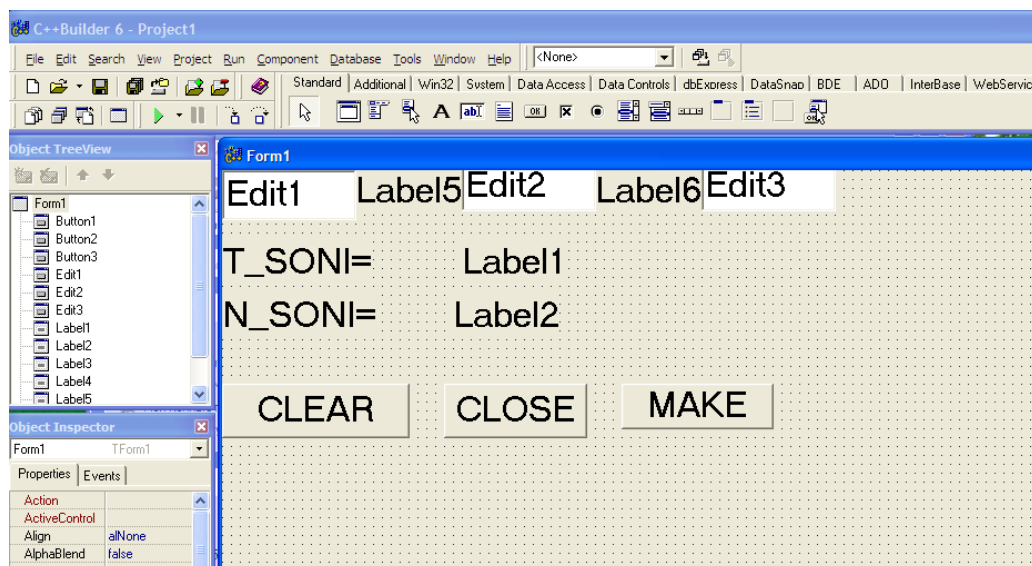 C++Builder 6 - Project1
File Edit Search View Project Run Component Database Tools Window Help <None>
Standard Additional Win32 System Data Access Data Controls dbExpress DataSnap BDE ADO InterBase WebServic
A ab OK
Object TreeView
Form1
Button1
Button2
Button3
Edit1
Edit2
Edit3
Label1
Label2
Label3
Label4
Label5
Object Inspector
Form1 TForm1
Properties Events
Action
ActiveControl
Align alNone
AlphaBlend false
Form1
Edit1 Label5 Edit2 Label6 Edit3
T_SONI= Label1
N_SONI= Label2
CLEAR CLOSE MAKE